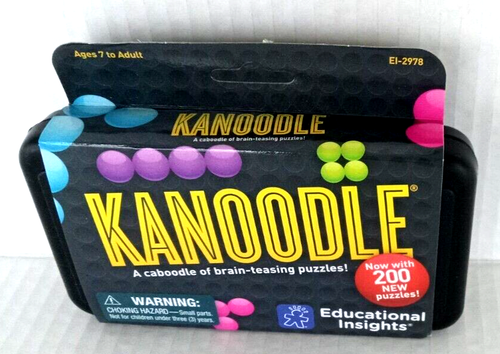 Ages 7 to Adult
EI-2978
KANOODLE
A caboodle of brain-teasing puzzles!
KANOODLE®
A caboodle of brain-teasing puzzles!
Now with
200
NEW
puzzles!
WARNING:
CHOKING HAZARD—Small parts.
Not for children under three (3) years.
Educational
Insights™